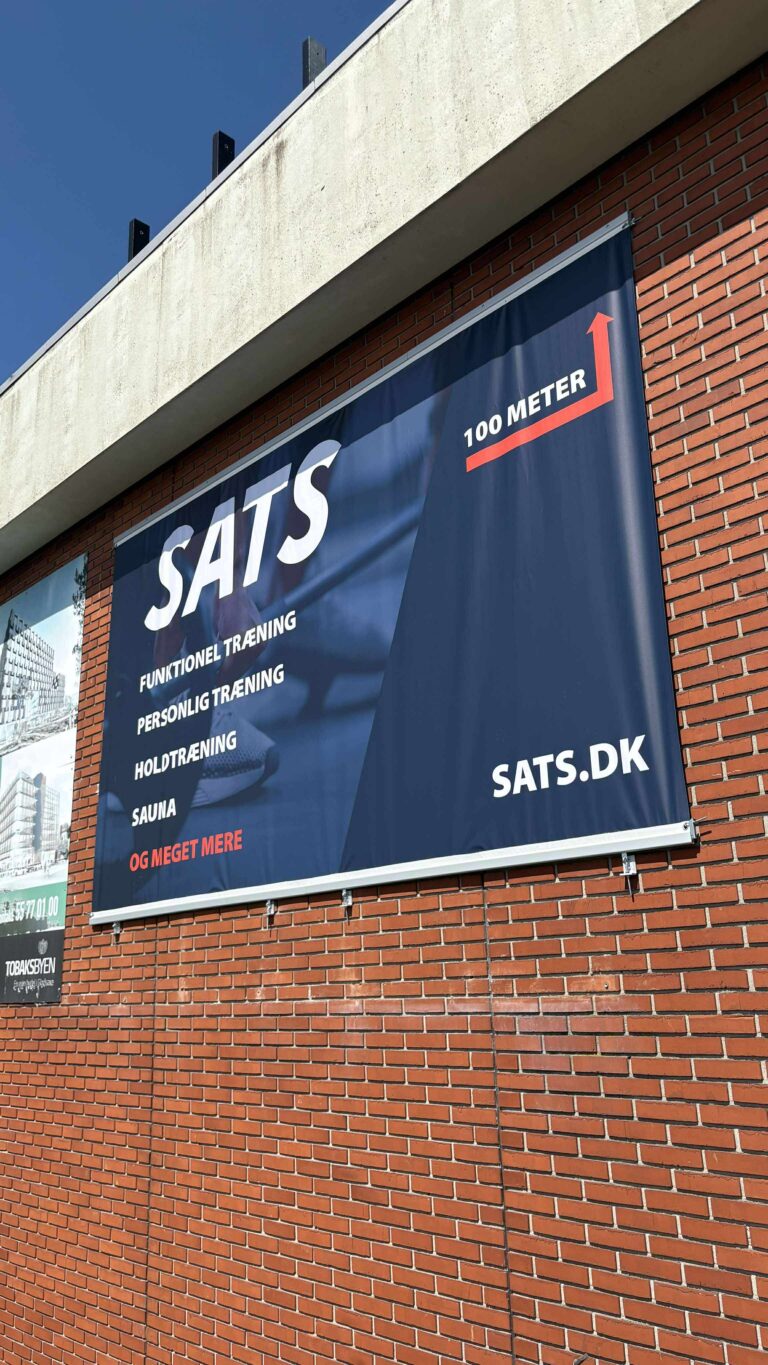 SATS
FUNKTIONEL TRÆNING
PERSONLIG TRÆNING
HOLDTRÆNING
SAUNA
OG MEGET MERE
100 METER
SATS.DK
55 77 01 00
TOBAKSBYEN